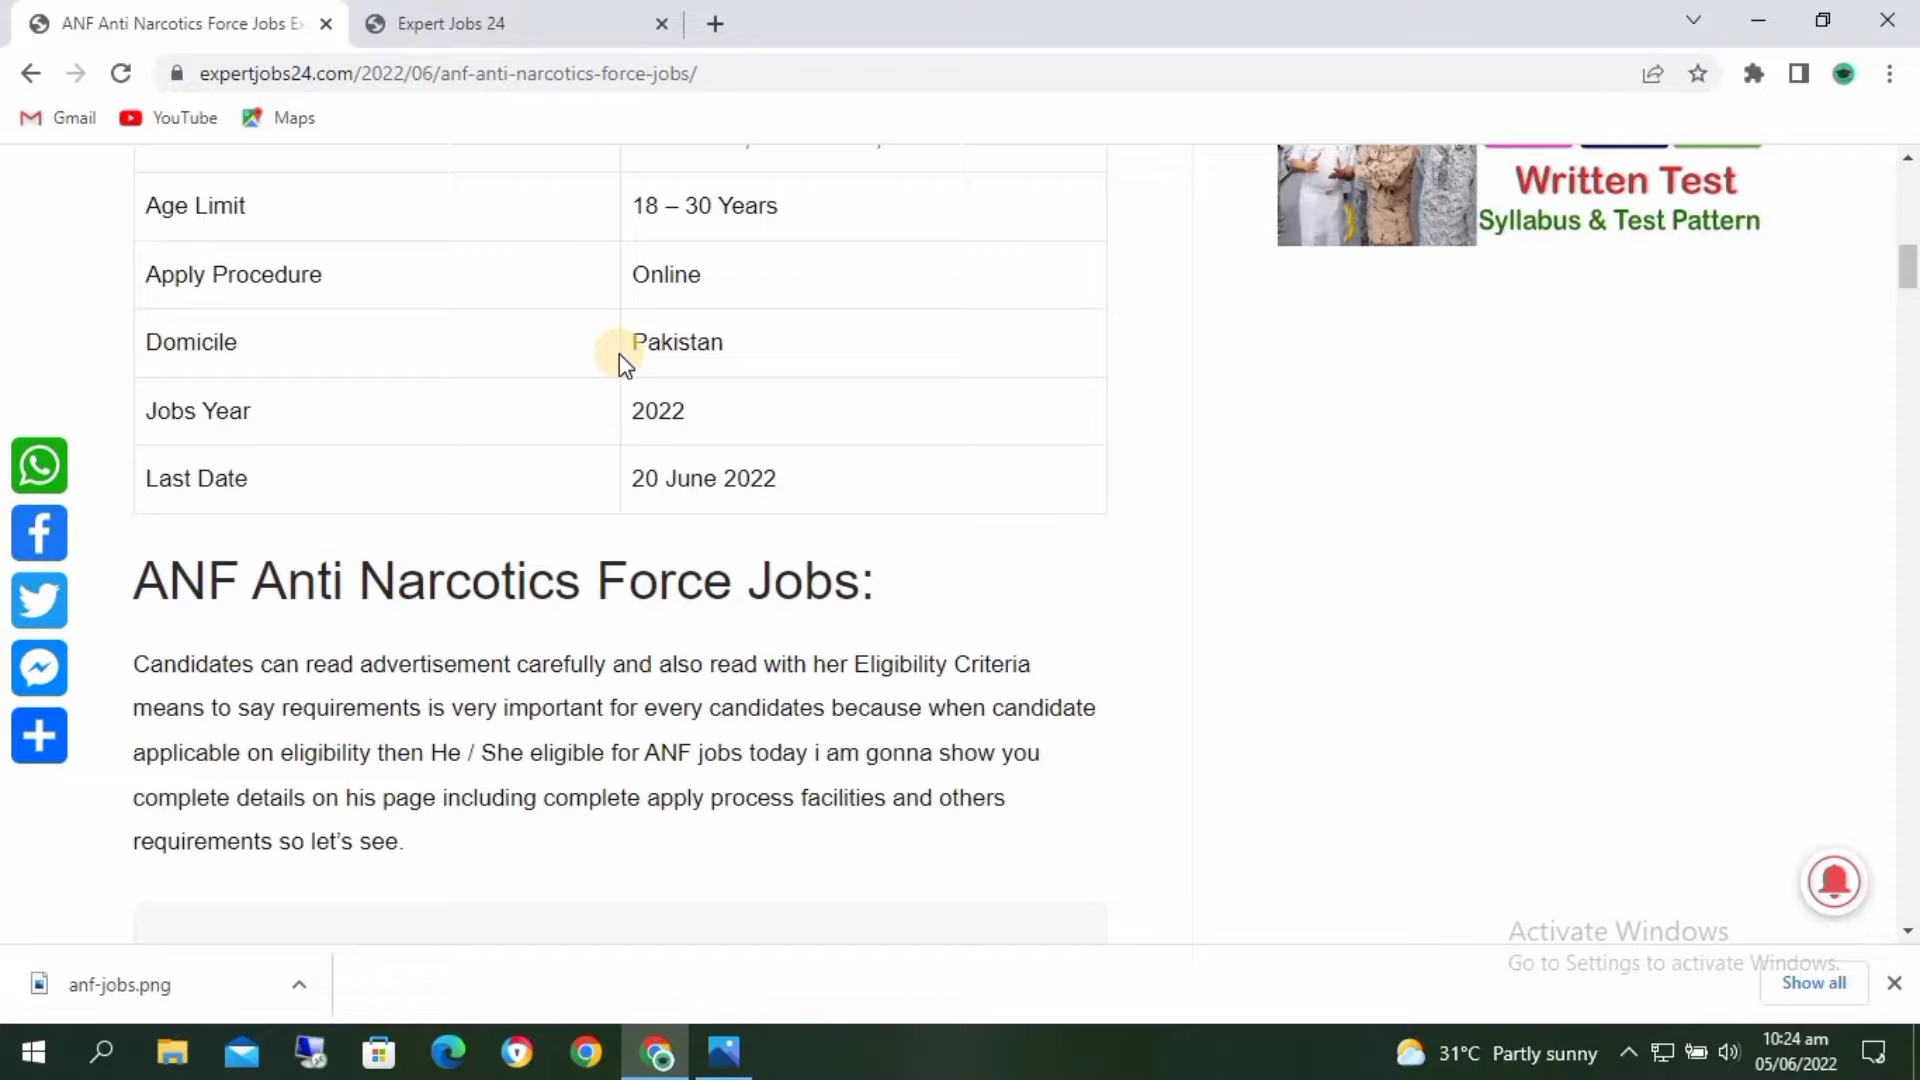 ANF Anti Narcotics Force Jobs E
Expert Jobs 24
expertjobs24.com/2022/06/anf-anti-narcotics-force-jobs/
Gmail
YouTube
Maps
Age Limit
18 – 30 Years
Apply Procedure
Online
Domicile
Pakistan
Jobs Year
2022
Last Date
20 June 2022
Written Test
Syllabus & Test Pattern
ANF Anti Narcotics Force Jobs:
Candidates can read advertisement carefully and also read with her Eligibility Criteria
means to say requirements is very important for every candidates because when candidate
applicable on eligibility then He / She eligible for ANF jobs today i am gonna show you
complete details on his page including complete apply process facilities and others
requirements so let’s see.
Activate Windows
Go to Settings to activate Windows.
anf-jobs.png
Show all
31°C Partly sunny
10:24 am
05/06/2022